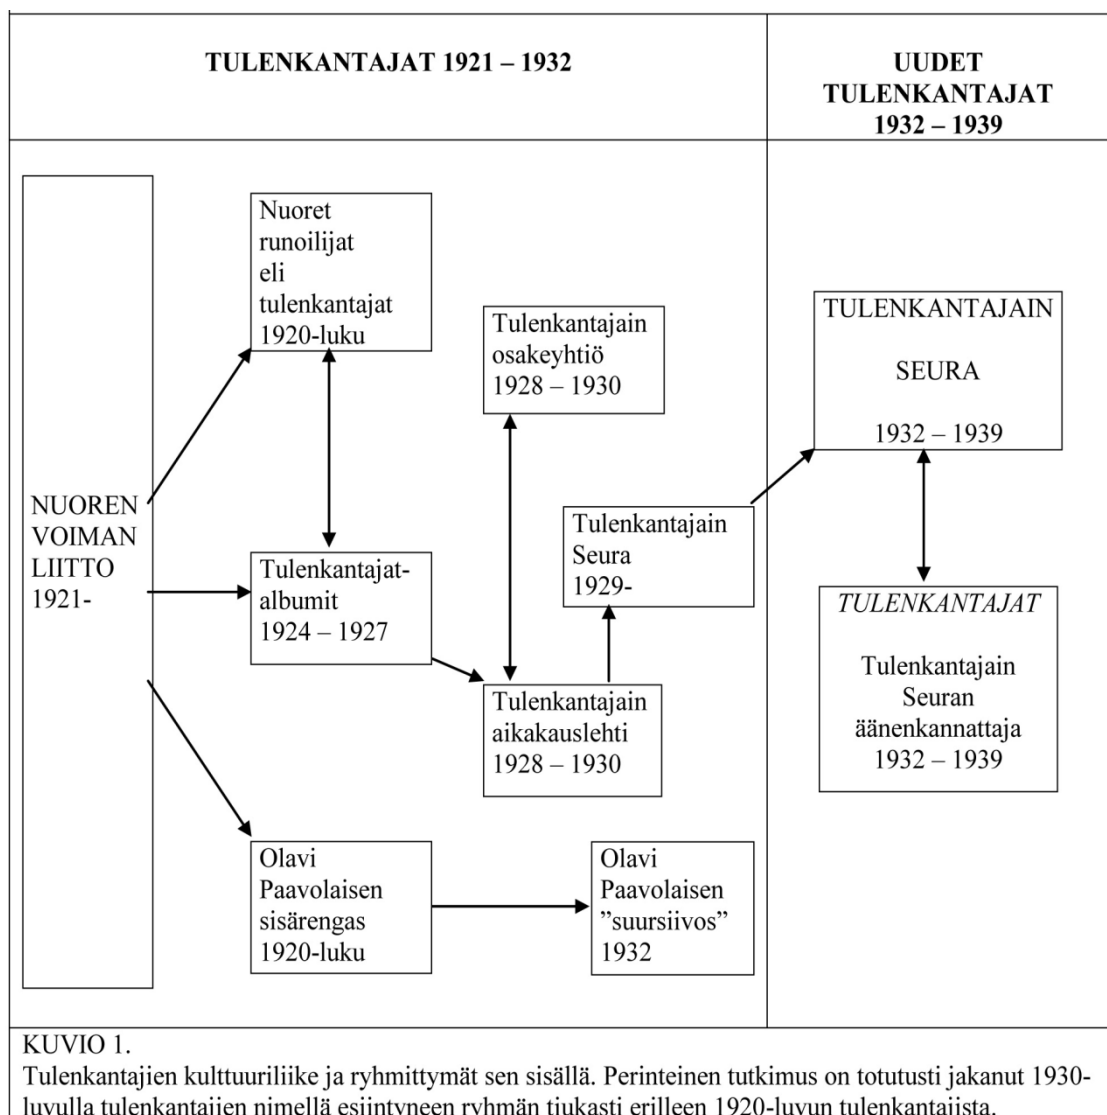 TULENKANTAJAT 1921 – 1932
UUDET
TULENKANTAJAT
1932 – 1939
NUOREN
VOIMAN
LIITTO
1921-
Nuoret
runoilijat
eli
tulenkantajat
1920-luku
Tulenkantajat-
albumit
1924 – 1927
Olavi
Paavolaisen
sisärengas
1920-luku
Tulenkantajain
osakeyhtiö
1928 – 1930
Tulenkantajain
aikakauslehti
1928 – 1930
Tulenkantajain
Seura
1929-
Olavi
Paavolaisen
”suursiivos”
1932
TULENKANTAJAIN
SEURA
1932 – 1939
TULENKANTAJAT
Tulenkantajain
Seuran
äänenkannattaja
1932 – 1939
KUVIO 1.
Tulenkantajien kulttuuriliike ja ryhmittymät sen sisällä. Perinteinen tutkimus on totutusti jakanut 1930-
luvulla tulenkantajien nimellä esiintyneen ryhmän tiukasti erilleen 1920-luvun tulenkantajista.